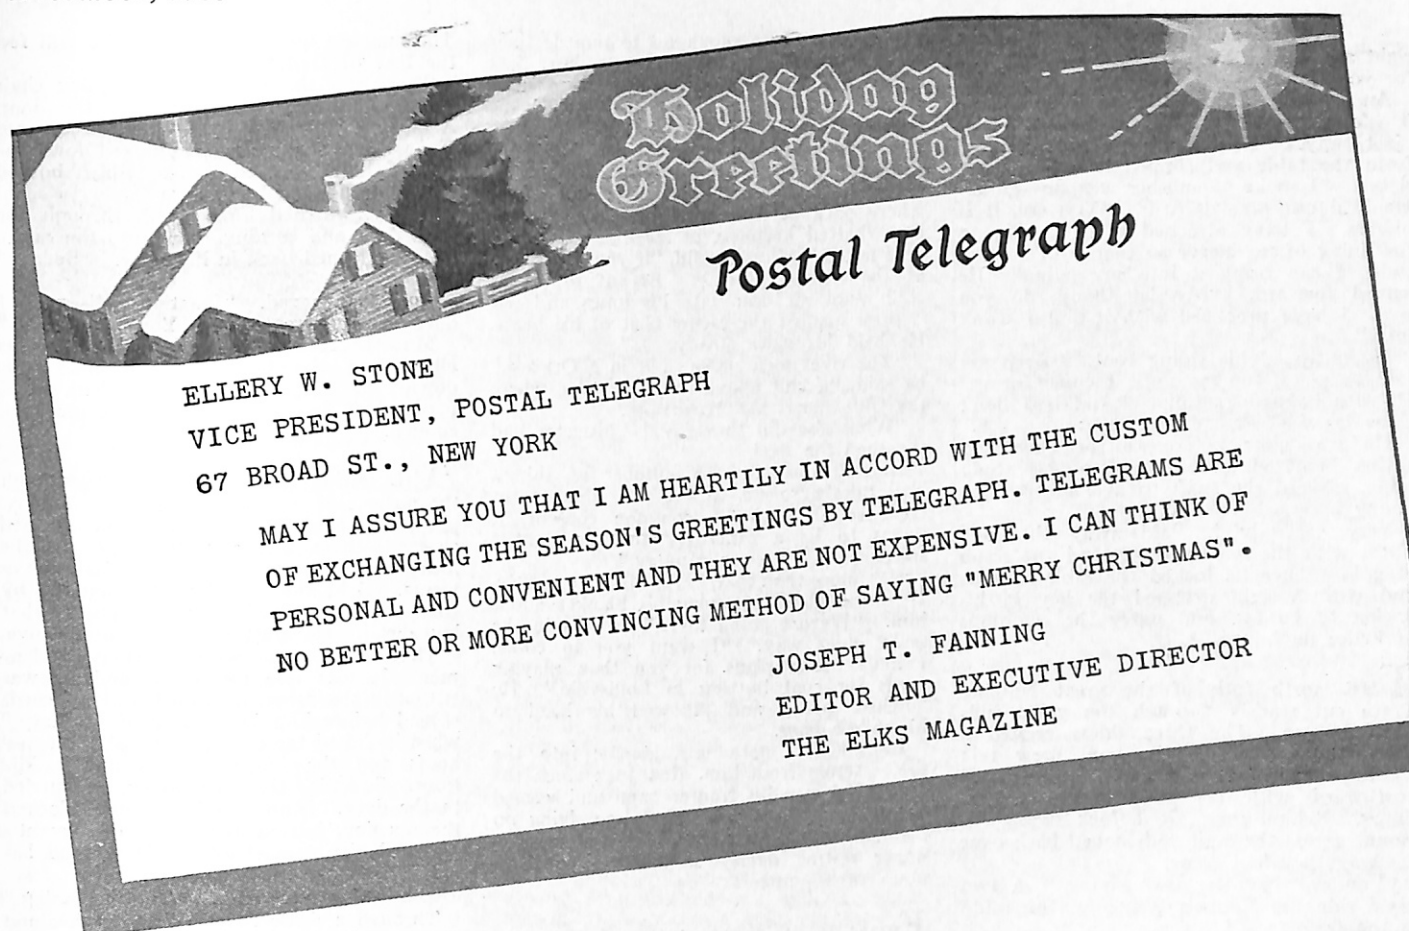 Holiday
Greetings
Postal Telegraph
ELLERY W. STONE
VICE PRESIDENT, POSTAL TELEGRAPH
67 BROAD ST., NEW YORK
MAY I ASSURE YOU THAT I AM HEARTILY IN ACCORD WITH THE CUSTOM
OF EXCHANGING THE SEASON'S GREETINGS BY TELEGRAPH. TELEGRAMS ARE
PERSONAL AND CONVENIENT AND THEY ARE NOT EXPENSIVE. I CAN THINK OF
NO BETTER OR MORE CONVINCING METHOD OF SAYING "MERRY CHRISTMAS".
JOSEPH T. FANNING
EDITOR AND EXECUTIVE DIRECTOR
THE ELKS MAGAZINE